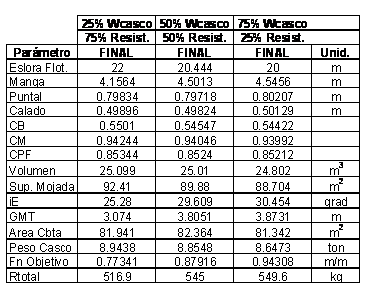 25% Wcasco 50% Wcasco 75% Wcasco
75% Resist. 50% Resist. 25% Resist.
Parámetro FINAL FINAL FINAL Unid.
Eslora Flot. 22 20.444 20 m
Manga 4.1564 4.5013 4.5456 m
Puntal 0.79834 0.79718 0.80207 m
Calado 0.49896 0.49824 0.50129 m
CB 0.5501 0.54547 0.54422
CM 0.94244 0.94046 0.93992
CPF 0.85344 0.8524 0.85212
Volumen 25.099 25.01 24.802 m³
Sup. Mojada 92.41 89.88 88.704 m²
iE 25.28 29.609 30.454 grad
GMT 3.074 3.8051 3.8731 m
Area Cbta 81.941 82.364 81.342 m²
Peso Casco 8.9438 8.8548 8.6473 ton
Fn Objetivo 0.77341 0.87916 0.94308 m/m
Rtotal 516.9 545 549.6 kg